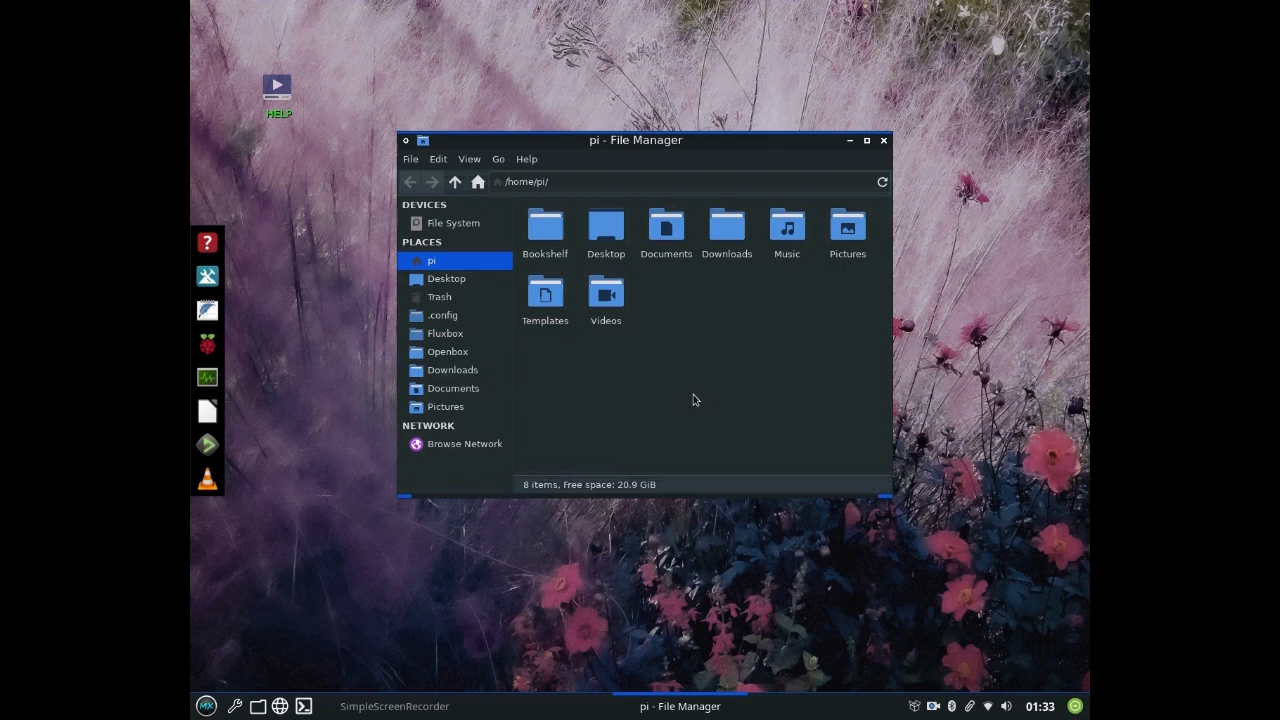 HELP
pi - File Manager
File Edit View Go Help
/home/pi/
DEVICES
File System
PLACES
pi
Desktop
Trash
.config
Fluxbox
Openbox
Downloads
Documents
Pictures
NETWORK
Browse Network
Bookshelf Desktop Documents Downloads Music Pictures
Templates Videos
8 items, Free space: 20.9 GiB
MX SimpleScreenRecorder pi - File Manager 01:33